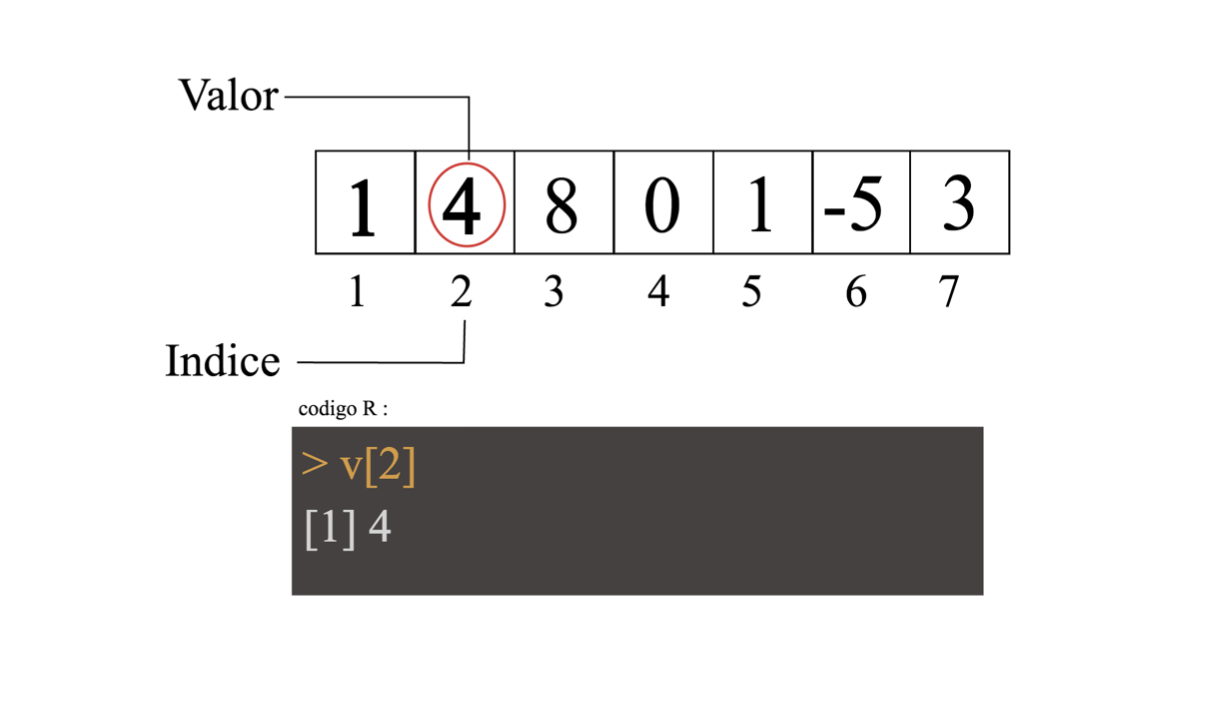 Valor
1 4 8 0 1 -5 3
1 2 3 4 5 6 7
Indice
codigo R :
> v[2]
[1] 4